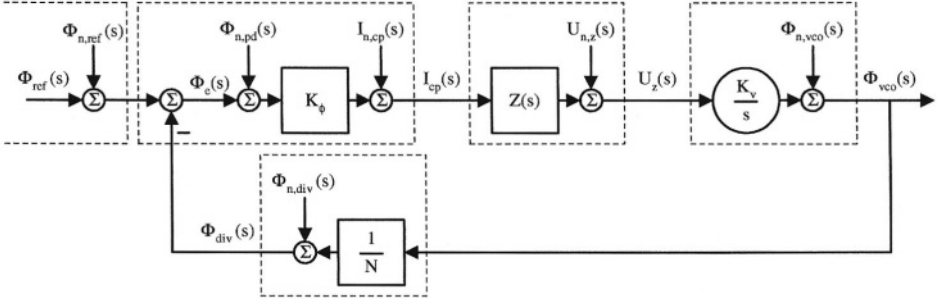 Φn,ref(s)
Φn,pd(s)
In,cp(s)
Un,z(s)
Φn,vco(s)
Φref(s)
Σ
Σ
Φe(s)
Σ
Kϕ
Σ
Icp(s)
Z(s)
Σ
Uz(s)
Kv
s
Σ
Φvco(s)
−
Φn,div(s)
Φdiv(s)
Σ
1
N